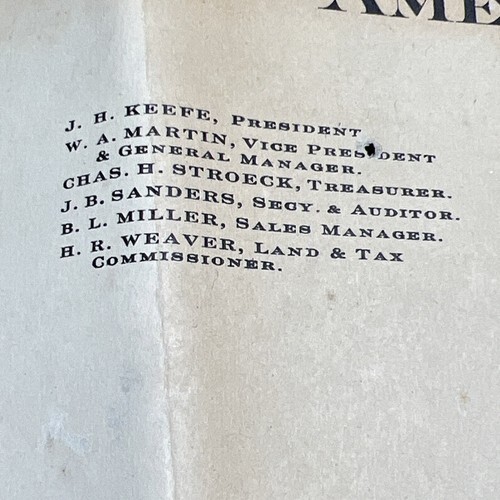 AME
J. H. KEEFE, PRESIDENT
W. A. MARTIN, VICE PRESIDENT
& GENERAL MANAGER.
CHAS. H. STROECK, TREASURER.
J. B. SANDERS, SECY. & AUDITOR.
B. L. MILLER, SALES MANAGER.
H. R. WEAVER, LAND & TAX
COMMISSIONER.